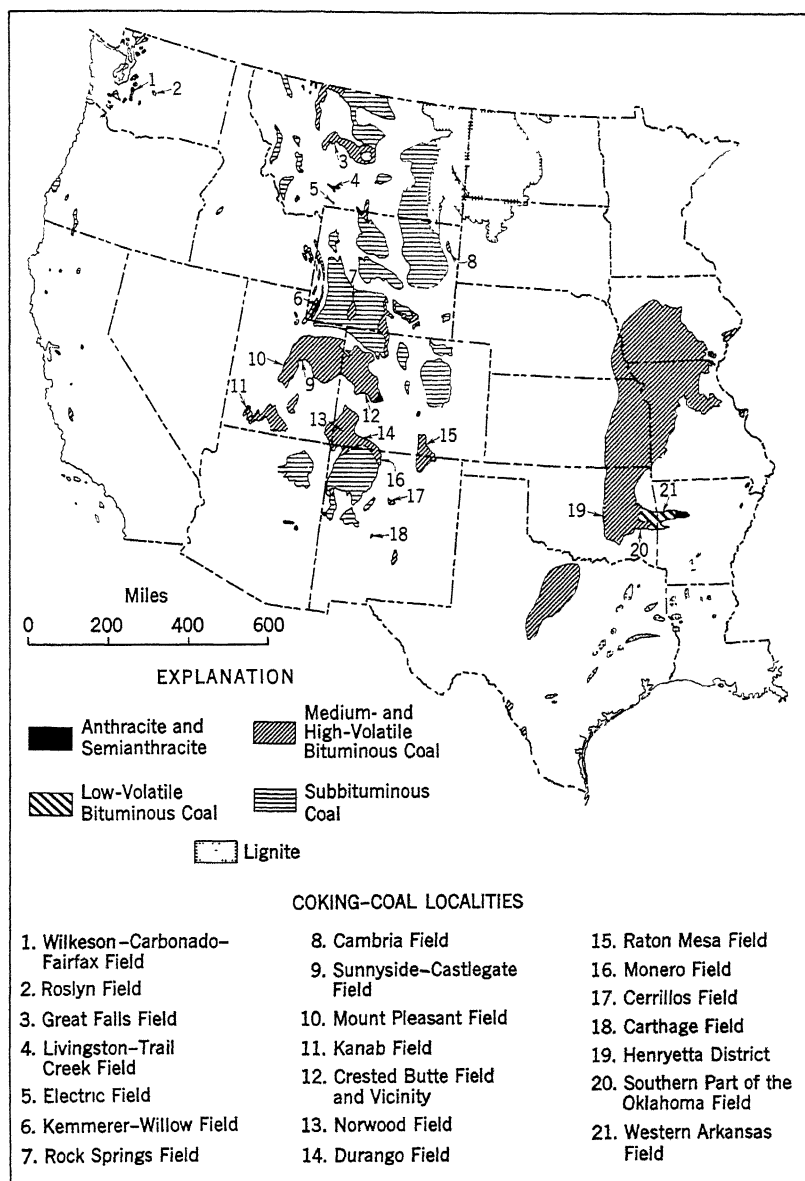 1
2
3
4
5
6
7
8
9
10
11
12
13
14
15
16
17
18
19
20
21
Miles
0 200 400 600
EXPLANATION
Anthracite and
Semianthracite
Medium- and
High-Volatile
Bituminous Coal
Low-Volatile
Bituminous Coal
Subbituminous
Coal
Lignite
COKING-COAL LOCALITIES
1. Wilkeson-Carbonado-
Fairfax Field
2. Roslyn Field
3. Great Falls Field
4. Livingston-Trail
Creek Field
5. Electric Field
6. Kemmerer-Willow Field
7. Rock Springs Field
8. Cambria Field
9. Sunnyside-Castlegate
Field
10. Mount Pleasant Field
11. Kanab Field
12. Crested Butte Field
and Vicinity
13. Norwood Field
14. Durango Field
15. Raton Mesa Field
16. Monero Field
17. Cerrillos Field
18. Carthage Field
19. Henryetta District
20. Southern Part of the
Oklahoma Field
21. Western Arkansas
Field